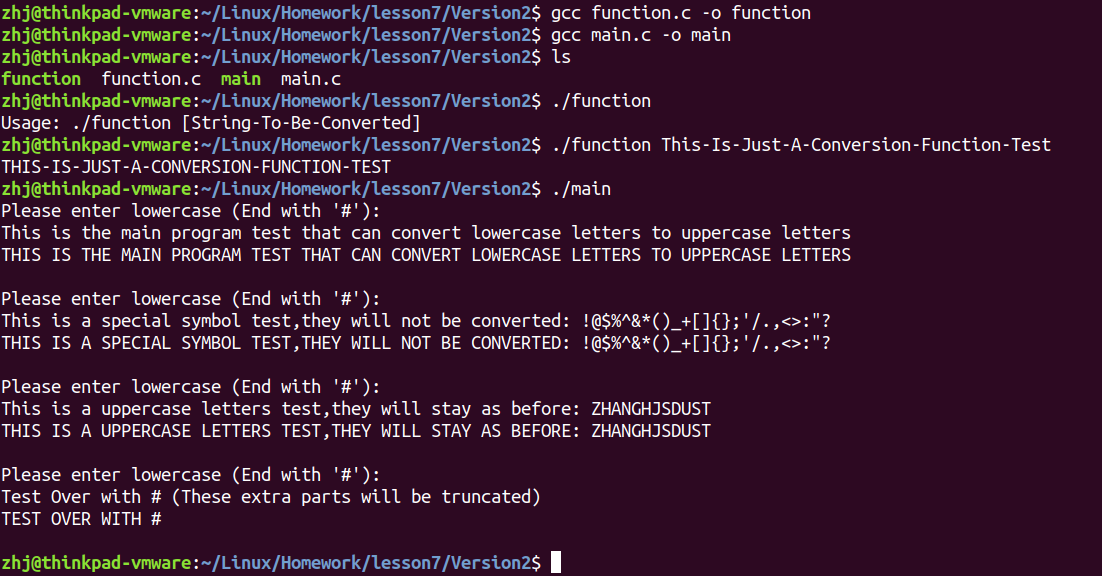 zhj@thinkpad-vmware:~/Linux/Homework/lesson7/Version2$ gcc function.c -o function
zhj@thinkpad-vmware:~/Linux/Homework/lesson7/Version2$ gcc main.c -o main
zhj@thinkpad-vmware:~/Linux/Homework/lesson7/Version2$ ls
function  function.c  main  main.c
zhj@thinkpad-vmware:~/Linux/Homework/lesson7/Version2$ ./function
Usage: ./function [String-To-Be-Converted]
zhj@thinkpad-vmware:~/Linux/Homework/lesson7/Version2$ ./function This-Is-Just-A-Conversion-Function-Test
THIS-IS-JUST-A-CONVERSION-FUNCTION-TEST
zhj@thinkpad-vmware:~/Linux/Homework/lesson7/Version2$ ./main
Please enter lowercase (End with '#'):
This is the main program test that can convert lowercase letters to uppercase letters
THIS IS THE MAIN PROGRAM TEST THAT CAN CONVERT LOWERCASE LETTERS TO UPPERCASE LETTERS
Please enter lowercase (End with '#'):
This is a special symbol test,they will not be converted: !@$%^&*()_+[]{};'/.,<>:"?
THIS IS A SPECIAL SYMBOL TEST,THEY WILL NOT BE CONVERTED: !@$%^&*()_+[]{};'/.,<>:"?
Please enter lowercase (End with '#'):
This is a uppercase letters test,they will stay as before: ZHANGHJSDUST
THIS IS A UPPERCASE LETTERS TEST,THEY WILL STAY AS BEFORE: ZHANGHJSDUST
Please enter lowercase (End with '#'):
Test Over with # (These extra parts will be truncated)
TEST OVER WITH #
zhj@thinkpad-vmware:~/Linux/Homework/lesson7/Version2$